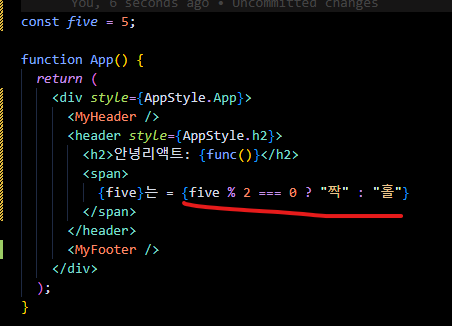 You, 6 seconds ago • Uncommitted changes
const five = 5;
function App() {
return (
<div style={AppStyle.App}>
<MyHeader />
<header style={AppStyle.h2}>
<h2>안녕리액트: {func()}</h2>
<span>
{five}는 = {five % 2 === 0 ? "짝" : "홀"}
</span>
</header>
<MyFooter />
</div>
);
}